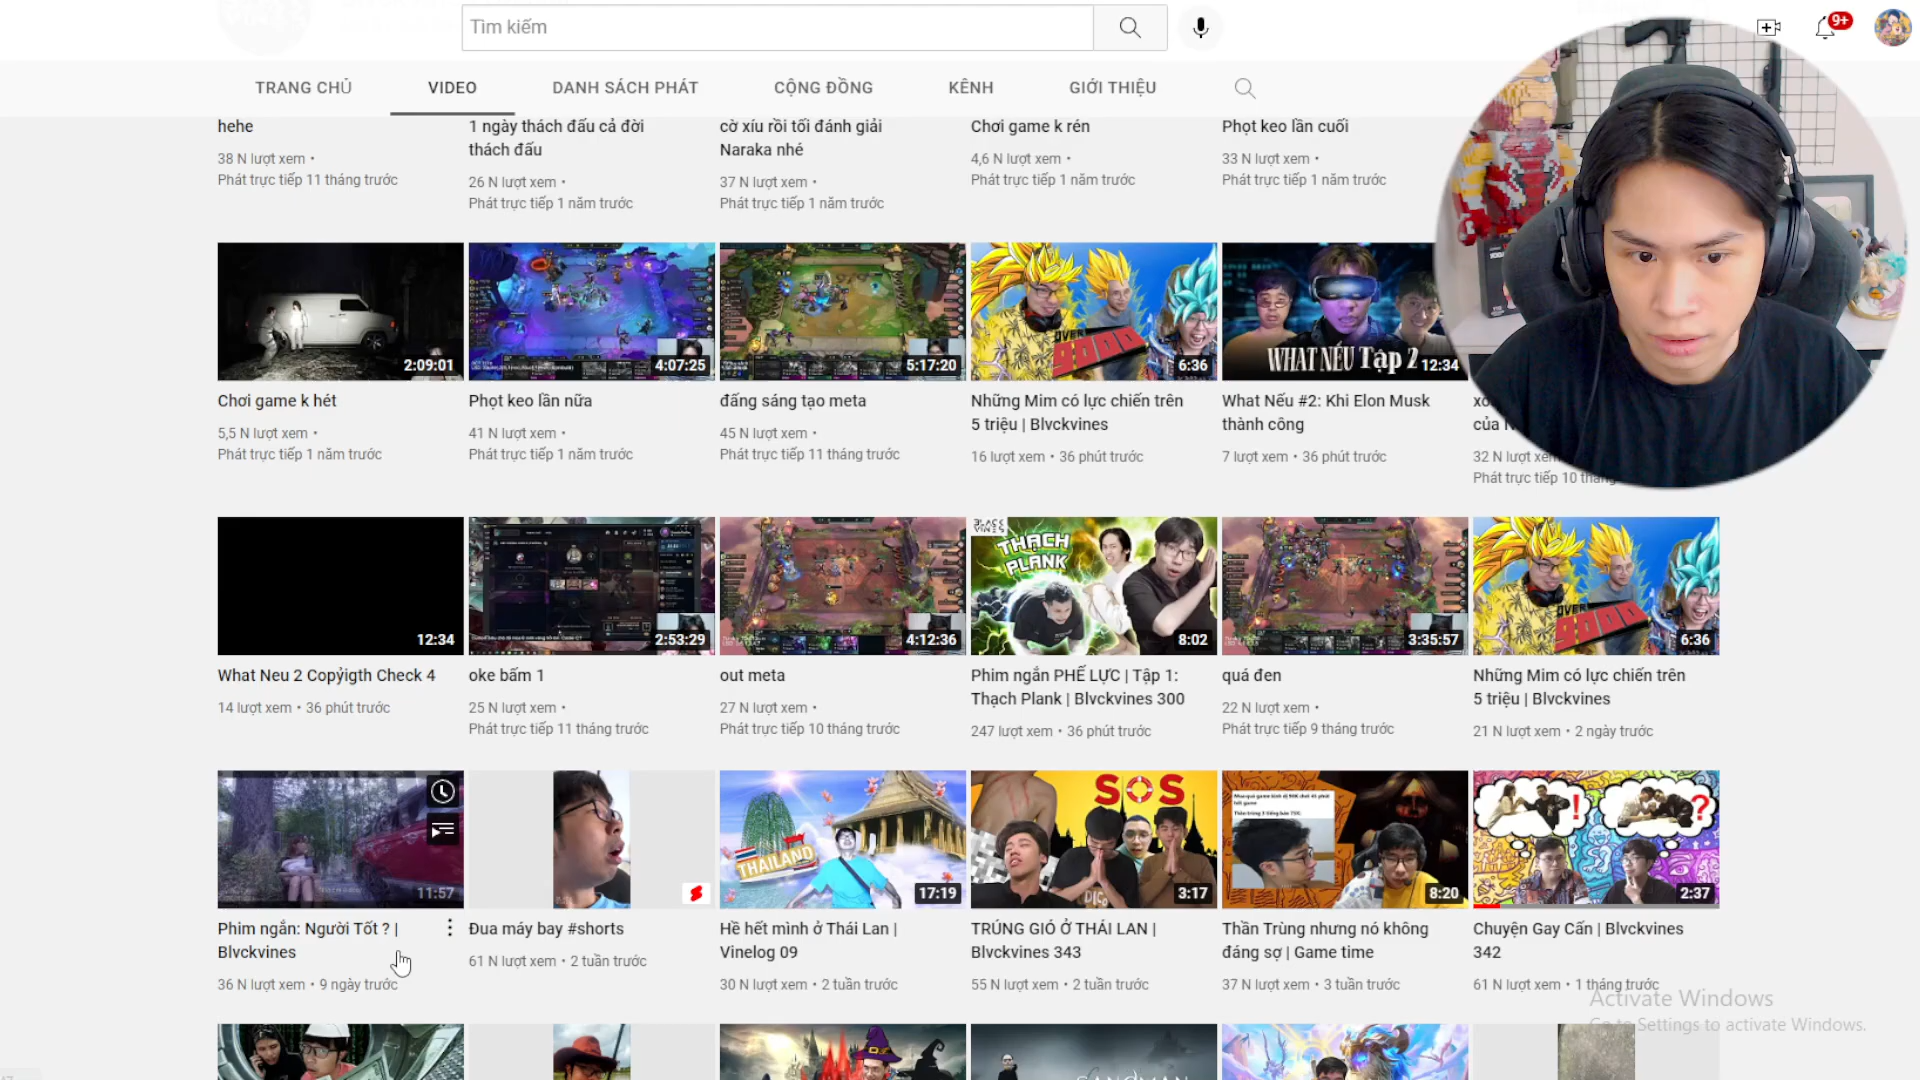 Tìm kiếm
9+
TRANG CHỦ
VIDEO
DANH SÁCH PHÁT
CỘNG ĐỒNG
KÊNH
GIỚI THIỆU
hehe
38 N lượt xem •
Phát trực tiếp 11 tháng trước
1 ngày thách đấu cả đời
thách đấu
26 N lượt xem •
Phát trực tiếp 1 năm trước
cờ xíu rồi tối đánh giải
Naraka nhé
37 N lượt xem •
Phát trực tiếp 1 năm trước
Chơi game k rén
4,6 N lượt xem •
Phát trực tiếp 1 năm trước
Phọt keo lần cuối
33 N lượt xem •
Phát trực tiếp 1 năm trước
2:09:01
Chơi game k hét
5,5 N lượt xem •
Phát trực tiếp 1 năm trước
4:07:25
Phọt keo lần nữa
41 N lượt xem •
Phát trực tiếp 1 năm trước
5:17:20
đấng sáng tạo meta
45 N lượt xem •
Phát trực tiếp 11 tháng trước
OVER
9000
6:36
Những Mim có lực chiến trên
5 triệu | Blvckvines
16 lượt xem • 36 phút trước
WHAT NẾU Tập 2
12:34
What Nếu #2: Khi Elon Musk
thành công
7 lượt xem • 36 phút trước
của
32 N lượt xem
Phát trực tiếp 10 tháng
12:34
What Neu 2 Copỷigth Check 4
14 lượt xem • 36 phút trước
2:53:29
oke bấm 1
25 N lượt xem •
Phát trực tiếp 11 tháng trước
4:12:36
out meta
27 N lượt xem •
Phát trực tiếp 10 tháng trước
BLACK
VINES
THẠCH
PLANK
8:02
Phim ngắn PHẾ LỰC | Tập 1:
Thạch Plank | Blvckvines 300
247 lượt xem • 36 phút trước
3:35:57
quá đen
22 N lượt xem •
Phát trực tiếp 9 tháng trước
OVER
9000
6:36
Những Mim có lực chiến trên
5 triệu | Blvckvines
21 N lượt xem • 2 ngày trước
11:57
Phim ngắn: Người Tốt ? |
Blvckvines
36 N lượt xem • 9 ngày trước
Đua máy bay #shorts
61 N lượt xem • 2 tuần trước
THAILAND
17:19
Hề hết mình ở Thái Lan |
Vinelog 09
30 N lượt xem • 2 tuần trước
SOS
3:17
TRÚNG GIÓ Ở THÁI LAN |
Blvckvines 343
55 N lượt xem • 2 tuần trước
8:20
Thần Trùng nhưng nó không
đáng sợ | Game time
37 N lượt xem • 3 tuần trước
! ?
2:37
Chuyện Gay Cấn | Blvckvines
342
61 N lượt xem • 1 tháng trước
Activate Windows
Go to Settings to activate Windows.